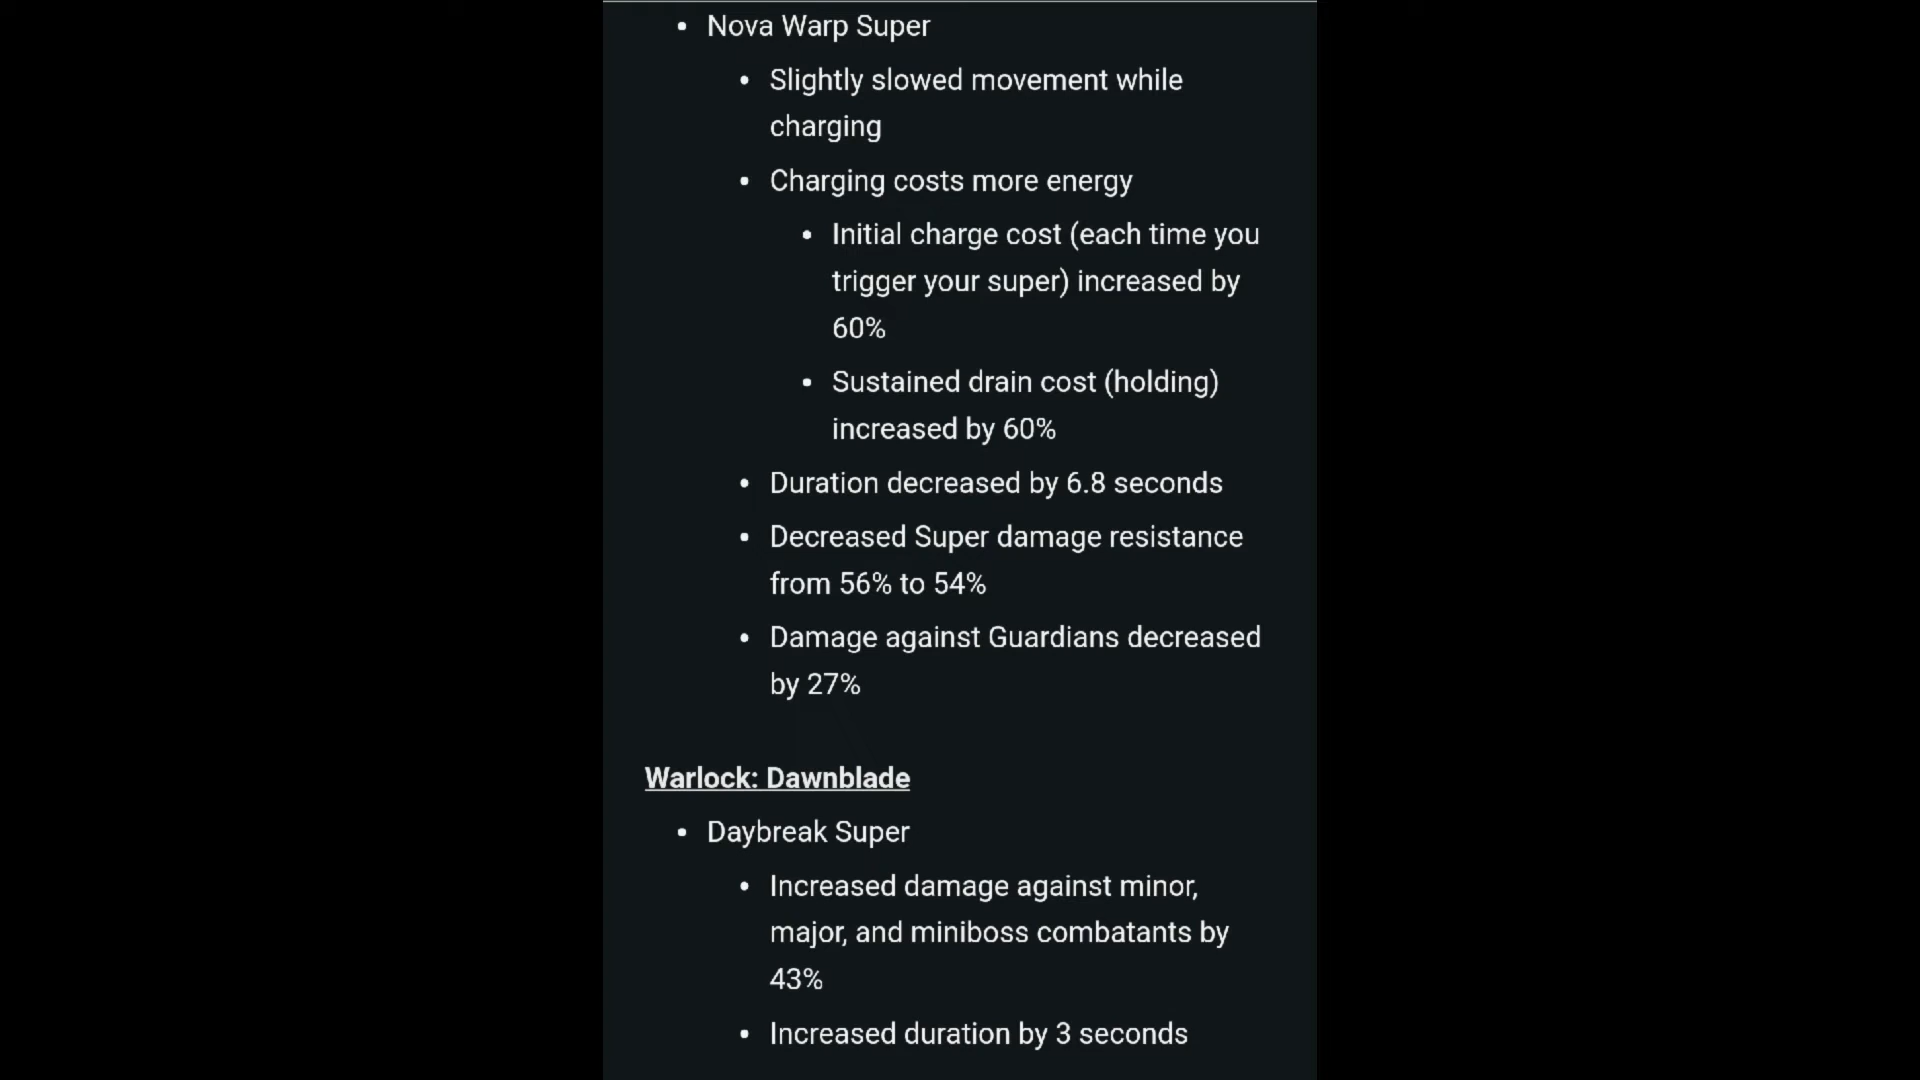 • Nova Warp Super
• Slightly slowed movement while
charging
• Charging costs more energy
• Initial charge cost (each time you
trigger your super) increased by
60%
• Sustained drain cost (holding)
increased by 60%
• Duration decreased by 6.8 seconds
• Decreased Super damage resistance
from 56% to 54%
• Damage against Guardians decreased
by 27%
Warlock: Dawnblade
• Daybreak Super
• Increased damage against minor,
major, and miniboss combatants by
43%
• Increased duration by 3 seconds